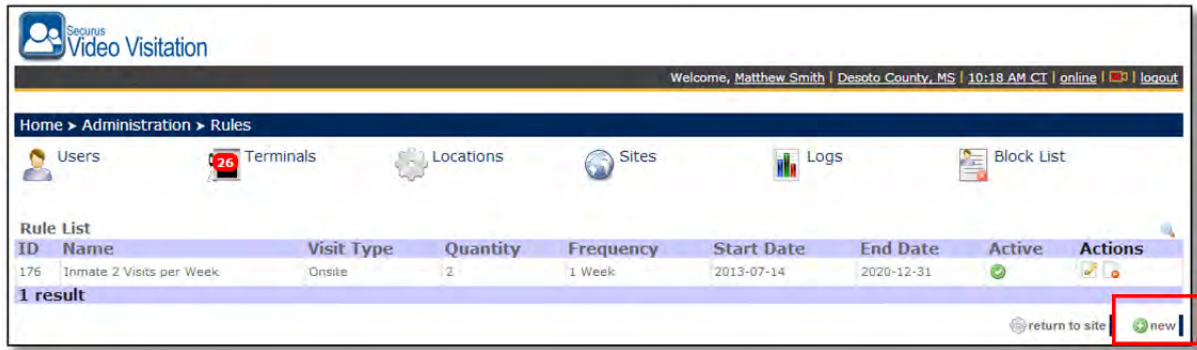 Securus
Video Visitation
Welcome, Matthew Smith | Desoto County, MS | 10:18 AM CT | online | | logout
Home > Administration > Rules
Users 26 Terminals Locations Sites Logs Block List
Rule List
ID Name Visit Type Quantity Frequency Start Date End Date Active Actions
176 Inmate 2 Visits per Week Onsite 2 1 Week 2013-07-14 2020-12-31
1 result
return to site new